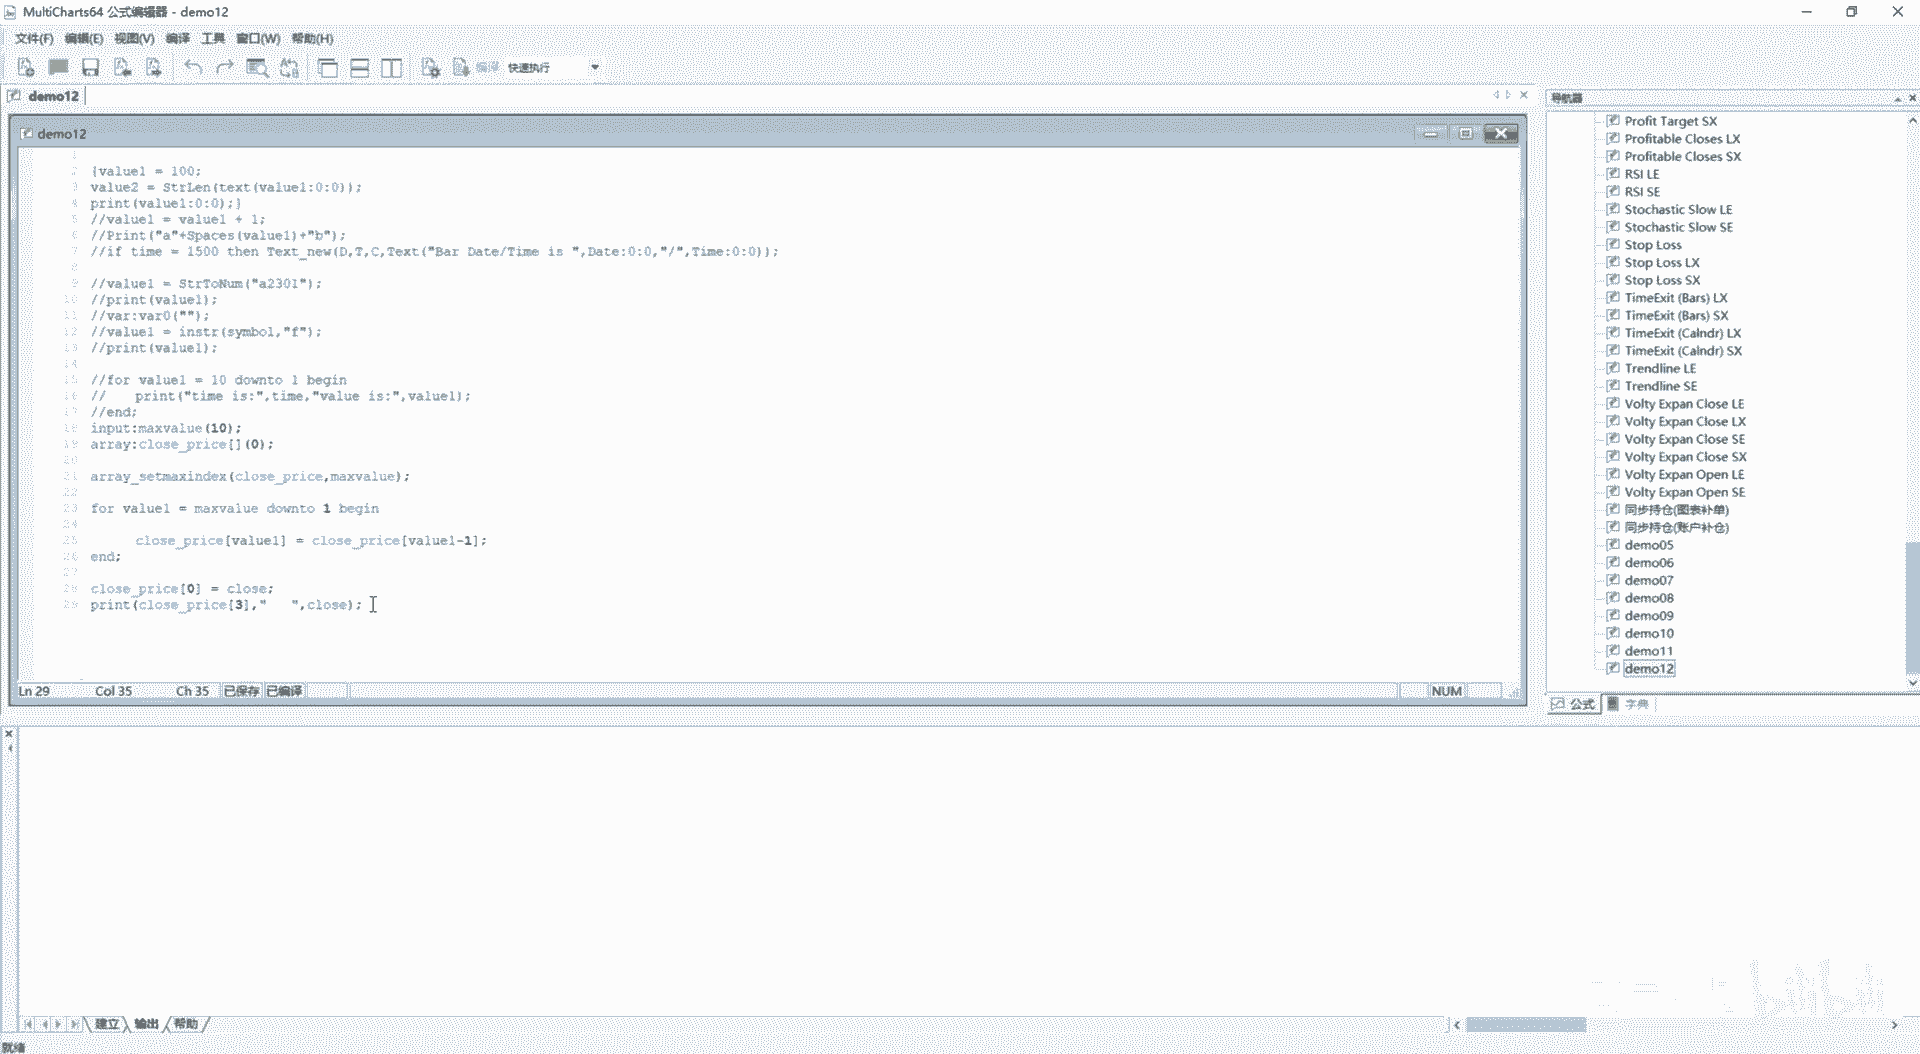 MultiCharts64 公式编辑器 - demo12
文件(F) 编辑(E) 视图(V) 编译 工具 窗口(W) 帮助(H)
编译 快速执行
demo12
导航器
demo12
1
2 {value1 = 100;
3 value2 = StrLen(text(value1:0:0));
4 print(value1:0:0);}
5 //value1 = value1 + 1;
6 //Print("a"+Spaces(value1)+"b");
7 //if time = 1500 then Text_new(D,T,C,Text("Bar Date/Time is ",Date:0:0,"/",Time:0:0));
8
9 //value1 = StrToNum("a2301");
10 //print(value1);
11 //var:var0("");
12 //value1 = instr(symbol,"f");
13 //print(value1);
14
15 //for value1 = 10 downto 1 begin
16 //   print("time is:",time,"value is:",value1);
17 //end;
18 input:maxvalue(10);
19 array:close_price[](0);
20
21 array_setmaxindex(close_price,maxvalue);
22
23 for value1 = maxvalue downto 1 begin
24
25      close_price[value1] = close_price[value1-1];
26 end;
27
28 close_price[0] = close;
29 print(close_price[3],"   ",close);
Ln 29 Col 35 Ch 35 已保存 已编译 NUM
Profit Target SX
Profitable Closes LX
Profitable Closes SX
RSI LE
RSI SE
Stochastic Slow LE
Stochastic Slow SE
Stop Loss
Stop Loss LX
Stop Loss SX
TimeExit (Bars) LX
TimeExit (Bars) SX
TimeExit (Calndr) LX
TimeExit (Calndr) SX
Trendline LE
Trendline SE
Volty Expan Close LE
Volty Expan Close LX
Volty Expan Close SE
Volty Expan Close SX
Volty Expan Open LE
Volty Expan Open SE
同步持仓(图表补单)
同步持仓(账户补仓)
demo05
demo06
demo07
demo08
demo09
demo10
demo11
demo12
公式 字典
建立 输出 帮助
就绪
bilibili